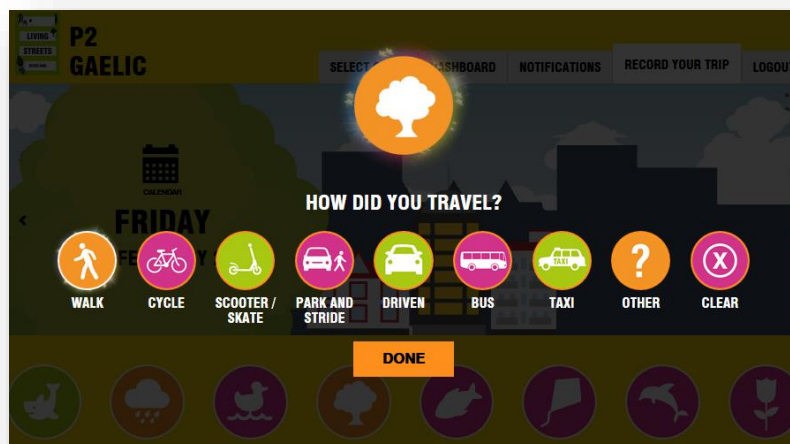 LIVING
STREETS
P2
GAELIC
SELECT
DASHBOARD
NOTIFICATIONS
RECORD YOUR TRIP
LOGOUT
CALENDAR
FRIDAY
HOW DID YOU TRAVEL?
TAXI
X
WALK
CYCLE
SCOOTER /
SKATE
PARK AND
STRIDE
DRIVEN
BUS
TAXI
OTHER
CLEAR
DONE